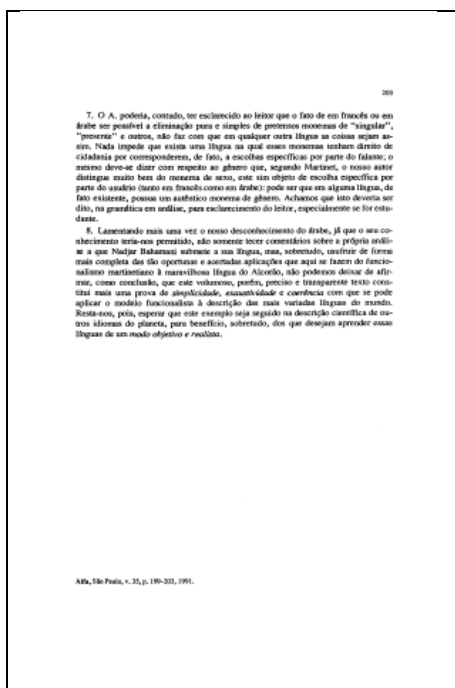 203
7. O A. poderia, contudo, ter esclarecido ao leitor que o fato de em francês ou em
árabe ser possível a eliminação pura e simples de pretensos monemas de "singular",
"presente" e outros, não faz com que em qualquer outra língua as coisas sejam as-
sim. Nada impede que exista uma língua na qual esses monemas tenham direito de
cidadania por corresponderem, de fato, a escolhas específicas por parte do falante; o
mesmo deve-se dizer com respeito ao gênero que, segundo Martinet, o nosso autor
distingue muito bem do monema de sexo, este sim objeto de escolha específica por
parte do usuário (tanto em francês como em árabe): pode ser que em alguma língua, de
fato existente, possua um autêntico monema de gênero. Achamos que isto deveria ser
dito, na gramática em análise, para esclarecimento do leitor, especialmente se for estu-
dante.
8. Lamentando mais uma vez o nosso desconhecimento do árabe, já que o seu co-
nhecimento teria-nos permitido, não somente tecer comentários sobre a própria análi-
se a que Nadjar Bahamani submete a sua língua, mas, sobretudo, usufruir de forma
mais completa das tão oportunas e acertadas aplicações que aqui se fazem do funcio-
nalismo martinetiano à maravilhosa língua do Alcorão, não podemos deixar de afir-
mar, como conclusão, que este volumoso, porém, preciso e transparente texto cons-
titui mais uma prova de simplicidade, exaustividade e coerência com que se pode
aplicar o modelo funcionalista à descrição das mais variadas línguas do mundo.
Resta-nos, pois, esperar que este exemplo seja seguido na descrição científica de ou-
tros idiomas do planeta, para benefício, sobretudo, dos que desejam aprender essas
línguas de um modo objetivo e realista.
Alfa, São Paulo, v. 35, p. 199-203, 1991.